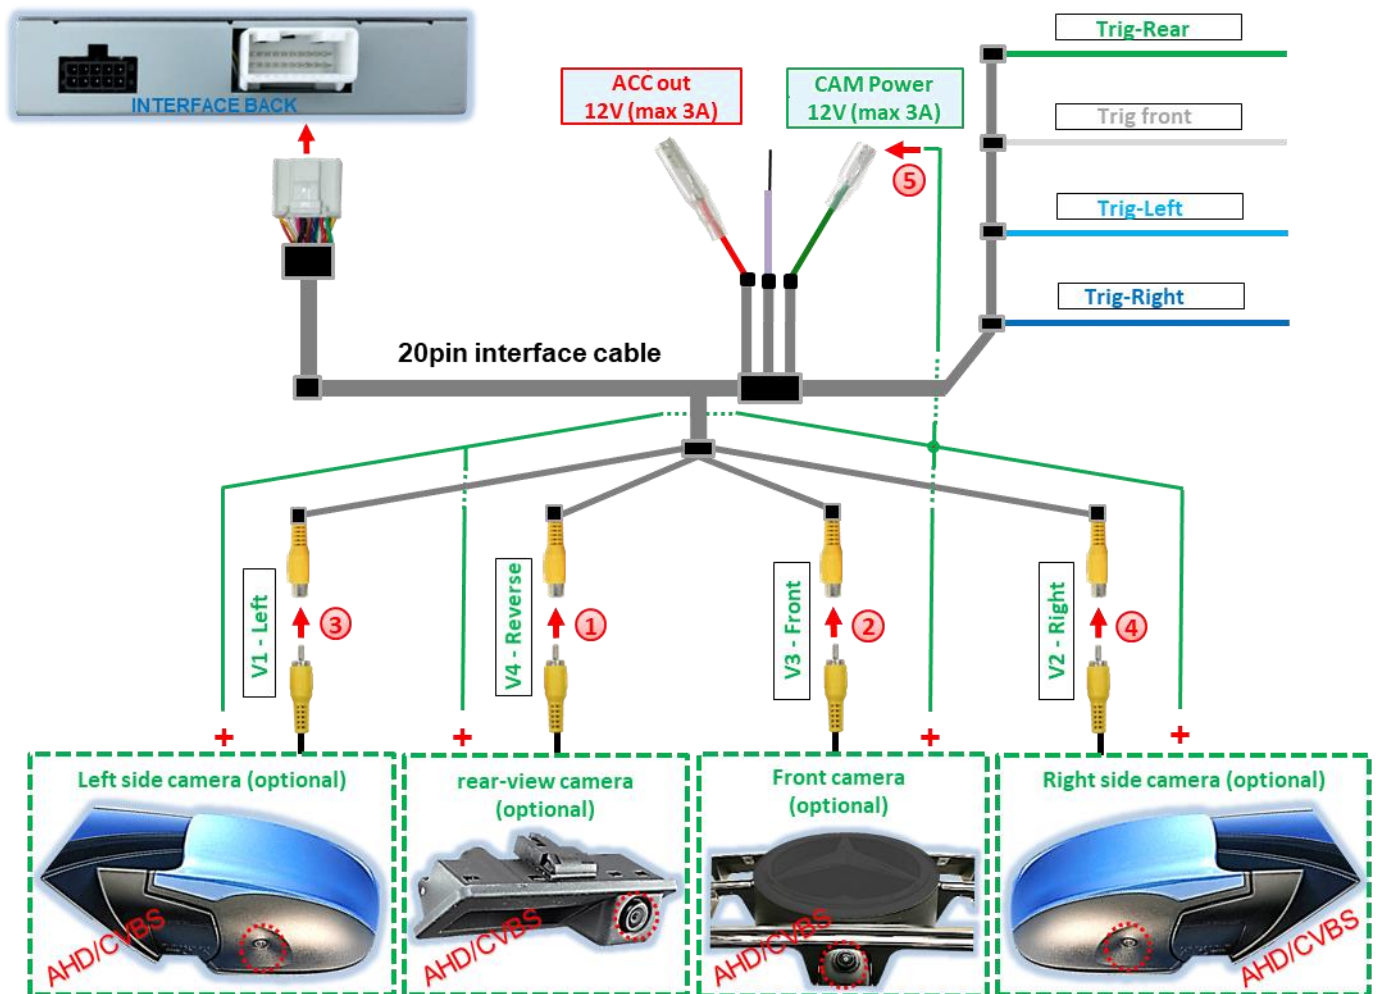 INTERFACE BACK
ACC out
12V (max 3A)
CAM Power
12V (max 3A)
5
Trig-Rear
Trig front
Trig-Left
Trig-Right
20pin interface cable
V1 - Left
3
V4 - Reverse
1
V3 - Front
2
V2 - Right
4
+
+
+
+
Left side camera (optional)
AHD/CVBS
rear-view camera
(optional)
AHD/CVBS
Front camera
(optional)
AHD/CVBS
Right side camera (optional)
AHD/CVBS